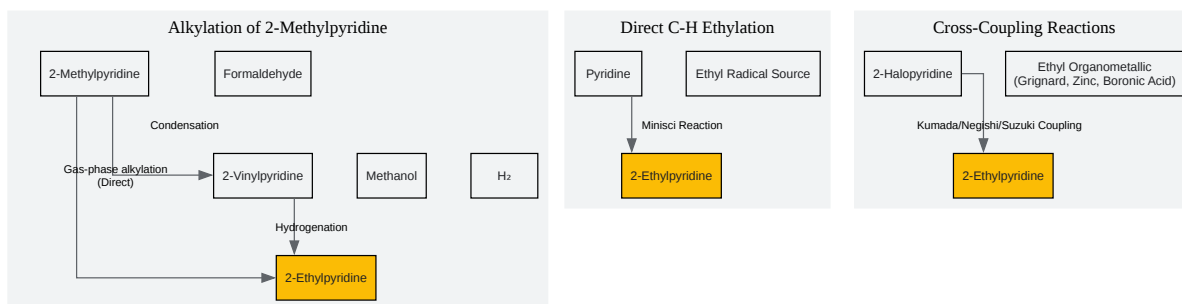 Alkylation of 2-Methylpyridine
2-Methylpyridine
Formaldehyde
Condensation
Gas-phase alkylation
(Direct)
2-Vinylpyridine
Methanol
H₂
Hydrogenation
2-Ethylpyridine
Direct C-H Ethylation
Pyridine
Ethyl Radical Source
Minisci Reaction
2-Ethylpyridine
Cross-Coupling Reactions
2-Halopyridine
Ethyl Organometallic
(Grignard, Zinc, Boronic Acid)
Kumada/Negishi/Suzuki Coupling
2-Ethylpyridine